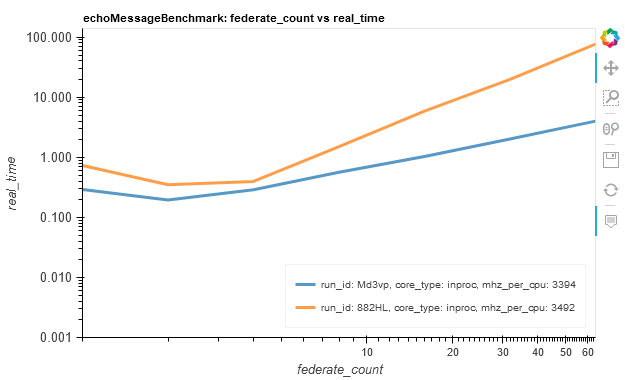 echoMessageBenchmark: federate_count vs real_time
100.000
10.000
1.000
0.100
0.010
0.001
real_time
run_id: Md3vp, core_type: inproc, mhz_per_cpu: 3394
run_id: 882HL, core_type: inproc, mhz_per_cpu: 3492
10 20 30 40 50 60
federate_count